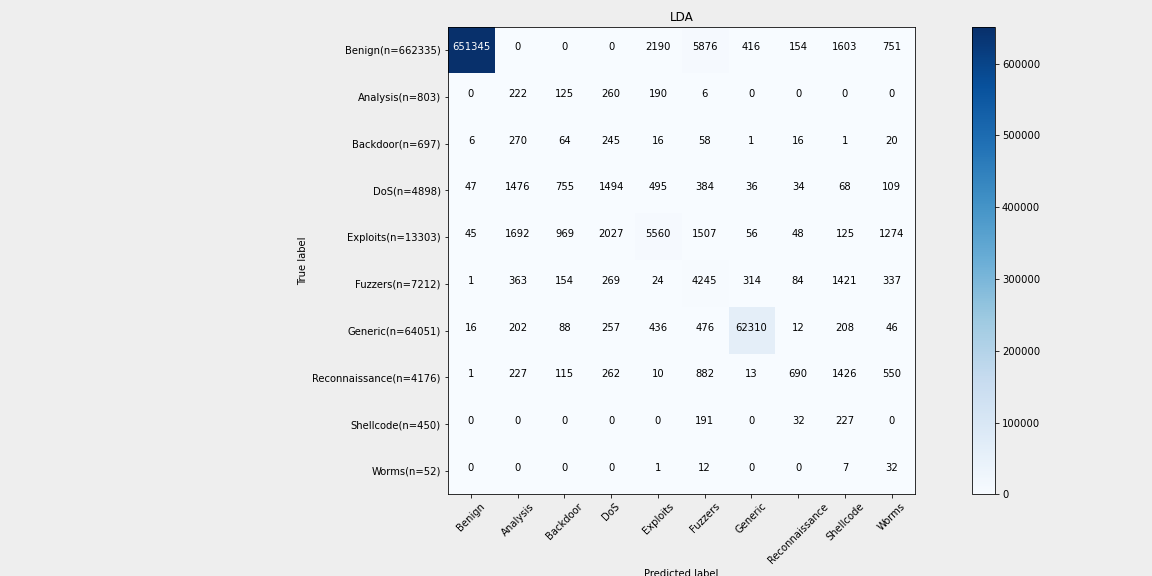 LDA
Benign(n=662335) 651345 0 0 0 2190 5876 416 154 1603 751
Analysis(n=803) 0 222 125 260 190 6 0 0 0 0
Backdoor(n=697) 6 270 64 245 16 58 1 16 1 20
DoS(n=4898) 47 1476 755 1494 495 384 36 34 68 109
Exploits(n=13303) 45 1692 969 2027 5560 1507 56 48 125 1274
Fuzzers(n=7212) 1 363 154 269 24 4245 314 84 1421 337
Generic(n=64051) 16 202 88 257 436 476 62310 12 208 46
Reconnaissance(n=4176) 1 227 115 262 10 882 13 690 1426 550
Shellcode(n=450) 0 0 0 0 0 191 0 32 227 0
Worms(n=52) 0 0 0 0 1 12 0 0 7 32
True label
Benign Analysis Backdoor DoS Exploits Fuzzers Generic Reconnaissance Shellcode Worms
Predicted label
600000
500000
400000
300000
200000
100000
0